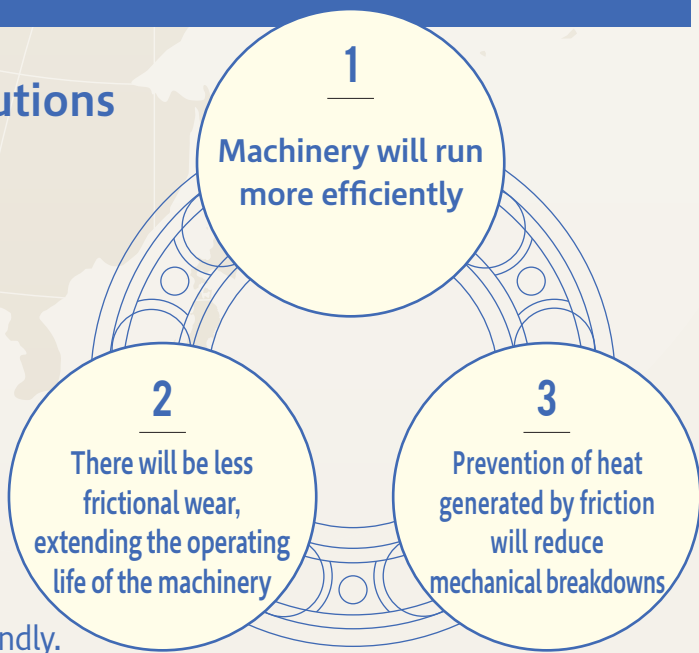 utions
1
Machinery will run
more efficiently
2
There will be less
frictional wear,
extending the operating
life of the machinery
3
Prevention of heat
generated by friction
will reduce
mechanical breakdowns
ndly.